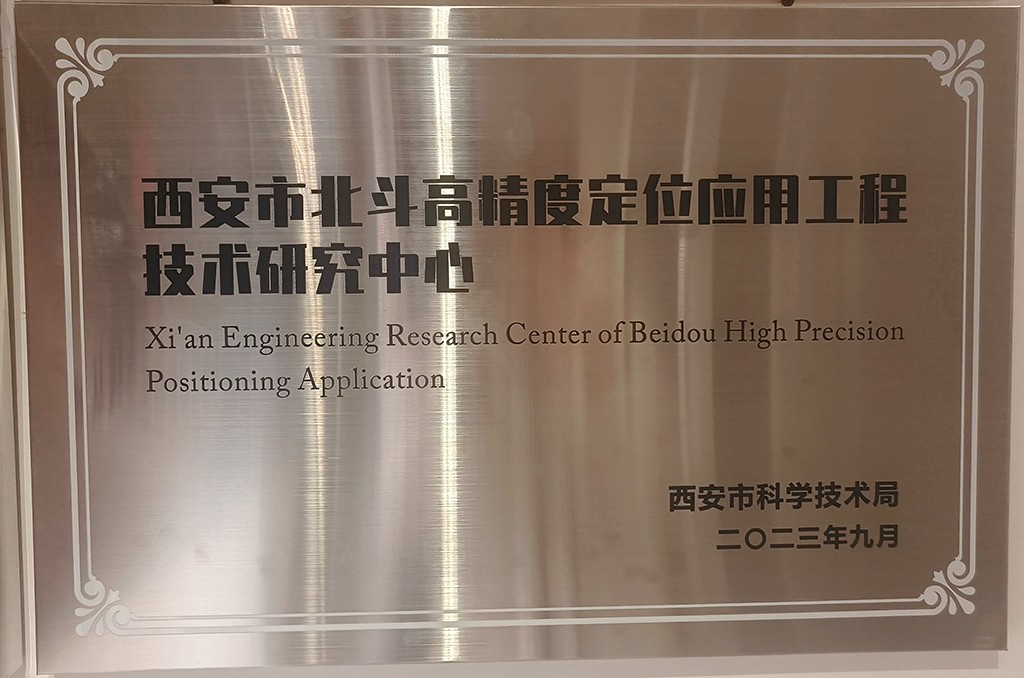 西安市北斗高精度定位应用工程
技术研究中心
Xi'an Engineering Research Center of Beidou High Precision
Positioning Application
西安市科学技术局
二〇二三年九月